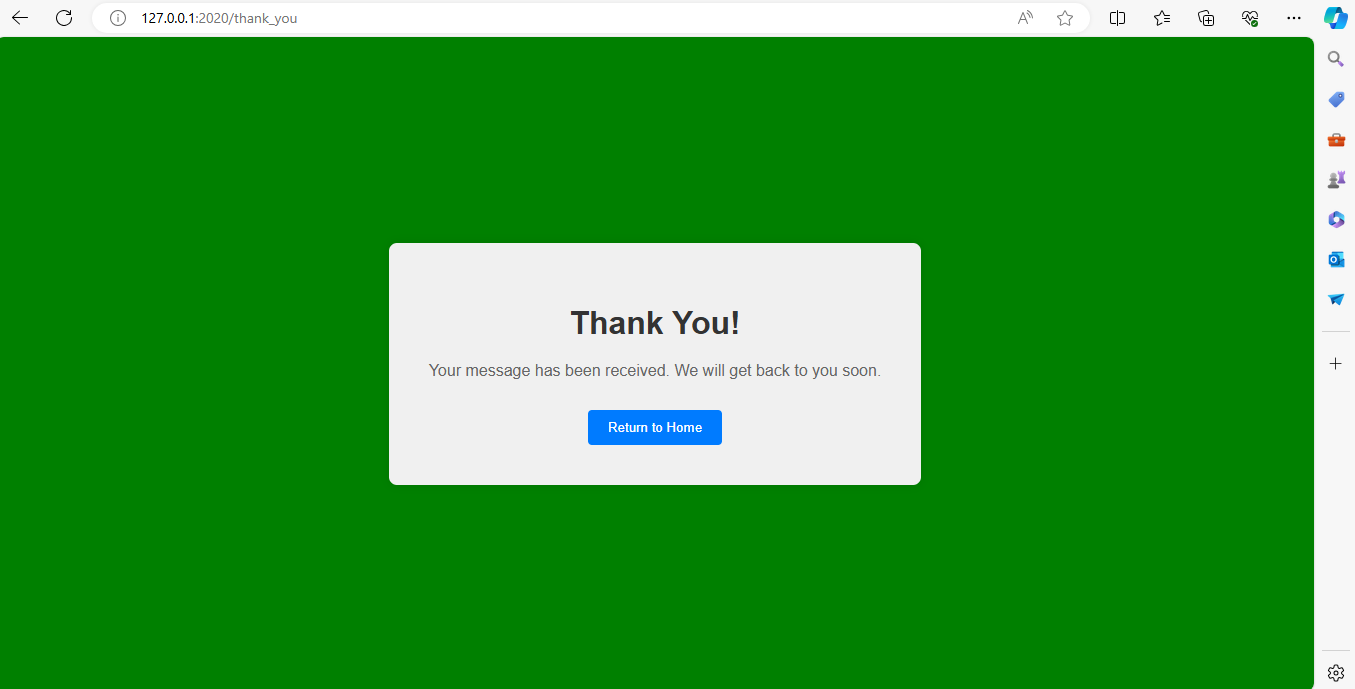 127.0.0.1:2020/thank_you
Thank You!
Your message has been received. We will get back to you soon.
Return to Home